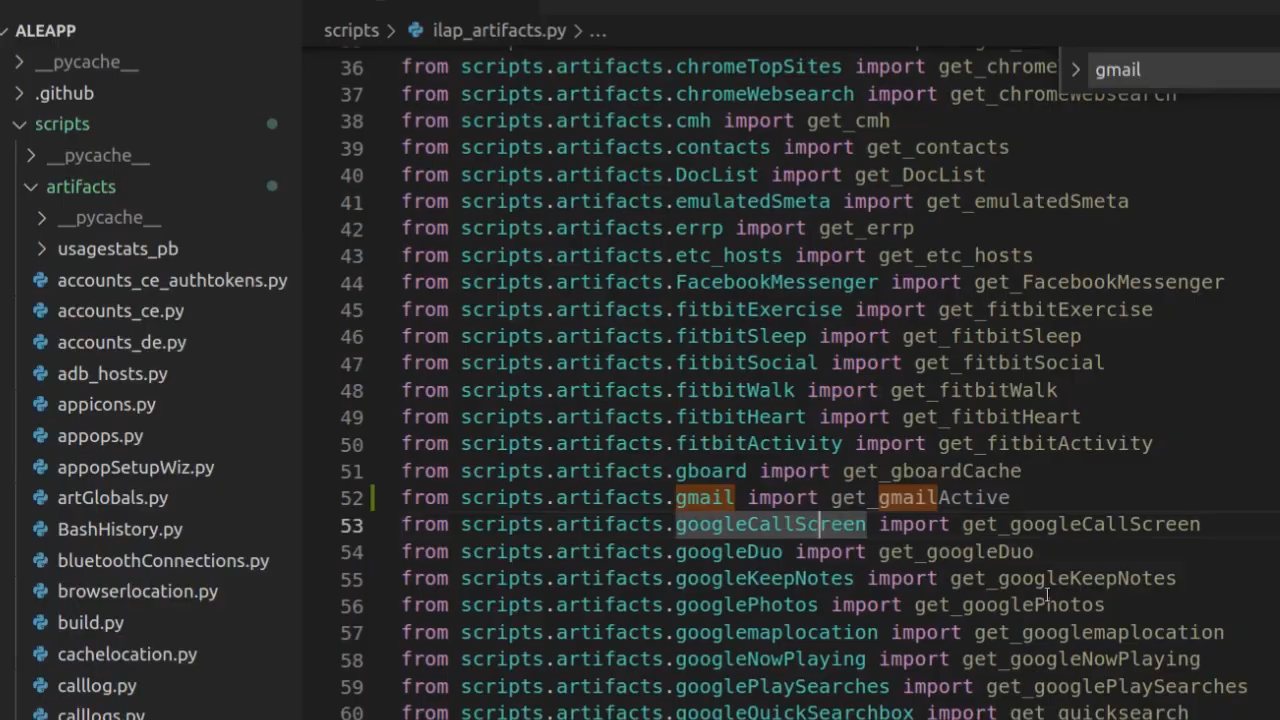 ALEAPP
__pycache__
.github
scripts
__pycache__
artifacts
__pycache__
usagestats_pb
accounts_ce_authtokens.py
accounts_ce.py
accounts_de.py
adb_hosts.py
appicons.py
appops.py
appopSetupWiz.py
artGlobals.py
BashHistory.py
bluetoothConnections.py
browserlocation.py
build.py
cachelocation.py
calllog.py
calllogs.py
scripts > ilap_artifacts.py > ...
gmail
36 from scripts.artifacts.chromeTopSites import get_chrome
37 from scripts.artifacts.chromeWebsearch import get_chromeWebsearch
38 from scripts.artifacts.cmh import get_cmh
39 from scripts.artifacts.contacts import get_contacts
40 from scripts.artifacts.DocList import get_DocList
41 from scripts.artifacts.emulatedSmeta import get_emulatedSmeta
42 from scripts.artifacts.errp import get_errp
43 from scripts.artifacts.etc_hosts import get_etc_hosts
44 from scripts.artifacts.FacebookMessenger import get_FacebookMessenger
45 from scripts.artifacts.fitbitExercise import get_fitbitExercise
46 from scripts.artifacts.fitbitSleep import get_fitbitSleep
47 from scripts.artifacts.fitbitSocial import get_fitbitSocial
48 from scripts.artifacts.fitbitWalk import get_fitbitWalk
49 from scripts.artifacts.fitbitHeart import get_fitbitHeart
50 from scripts.artifacts.fitbitActivity import get_fitbitActivity
51 from scripts.artifacts.gboard import get_gboardCache
52 from scripts.artifacts.gmail import get_gmailActive
53 from scripts.artifacts.googleCallScreen import get_googleCallScreen
54 from scripts.artifacts.googleDuo import get_googleDuo
55 from scripts.artifacts.googleKeepNotes import get_googleKeepNotes
56 from scripts.artifacts.googlePhotos import get_googlePhotos
57 from scripts.artifacts.googlemaplocation import get_googlemaplocation
58 from scripts.artifacts.googleNowPlaying import get_googleNowPlaying
59 from scripts.artifacts.googlePlaySearches import get_googlePlaySearches
60 from scripts.artifacts.googleQuickSearchbox import get_quicksearch